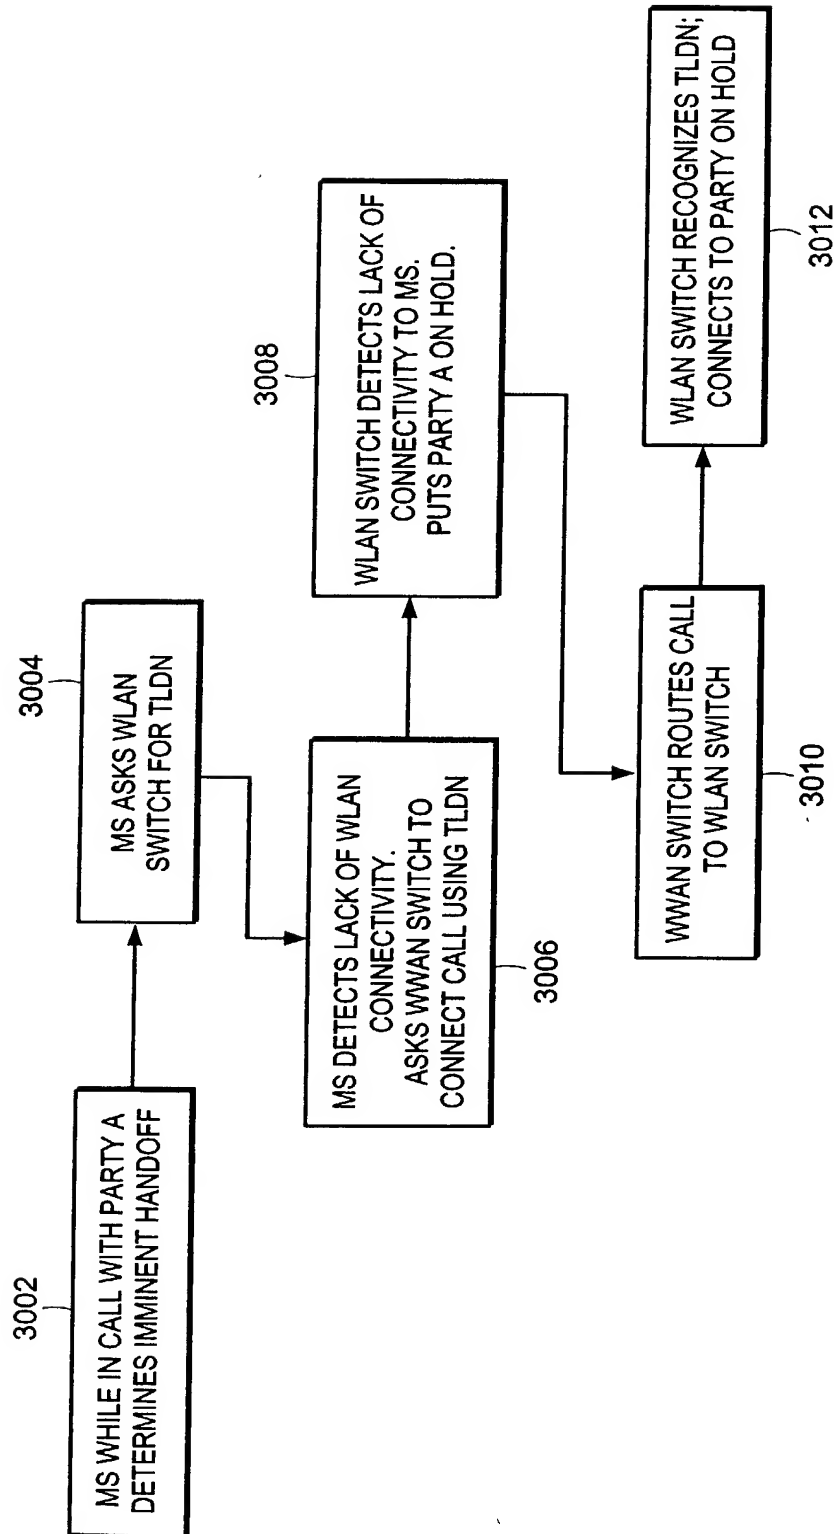 3002
MS WHILE IN CALL WITH PARTY A
DETERMINES IMMINENT HANDOFF
3004
MS ASKS WLAN
SWITCH FOR TLDN
MS DETECTS LACK OF WLAN
CONNECTIVITY.
ASKS WWAN SWITCH TO
CONNECT CALL USING TLDN
3006
3008
WLAN SWITCH DETECTS LACK OF
CONNECTIVITY TO MS.
PUTS PARTY A ON HOLD.
WWAN SWITCH ROUTES CALL
TO WLAN SWITCH
3010
WLAN SWITCH RECOGNIZES TLDN;
CONNECTS TO PARTY ON HOLD
3012